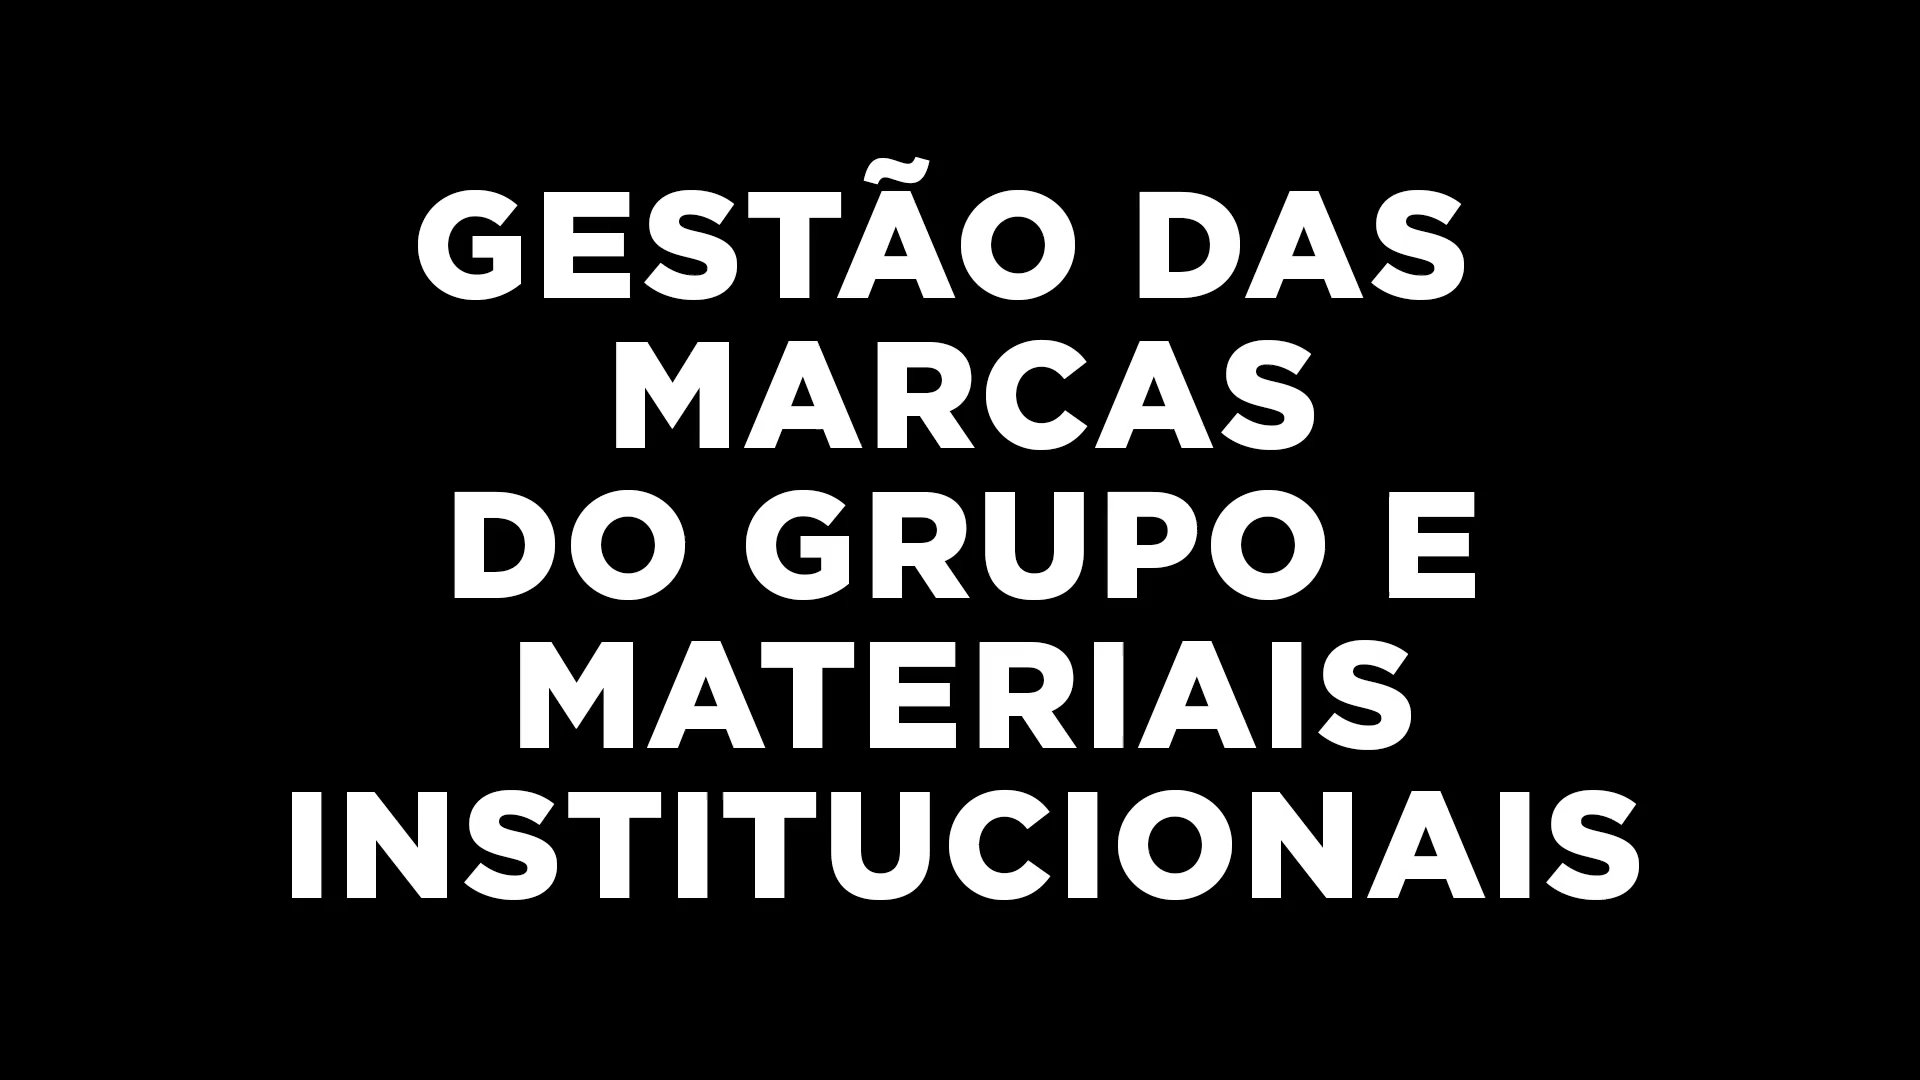 GESTÃO DAS
MARCAS
DO GRUPO E
MATERIAIS
INSTITUCIONAIS